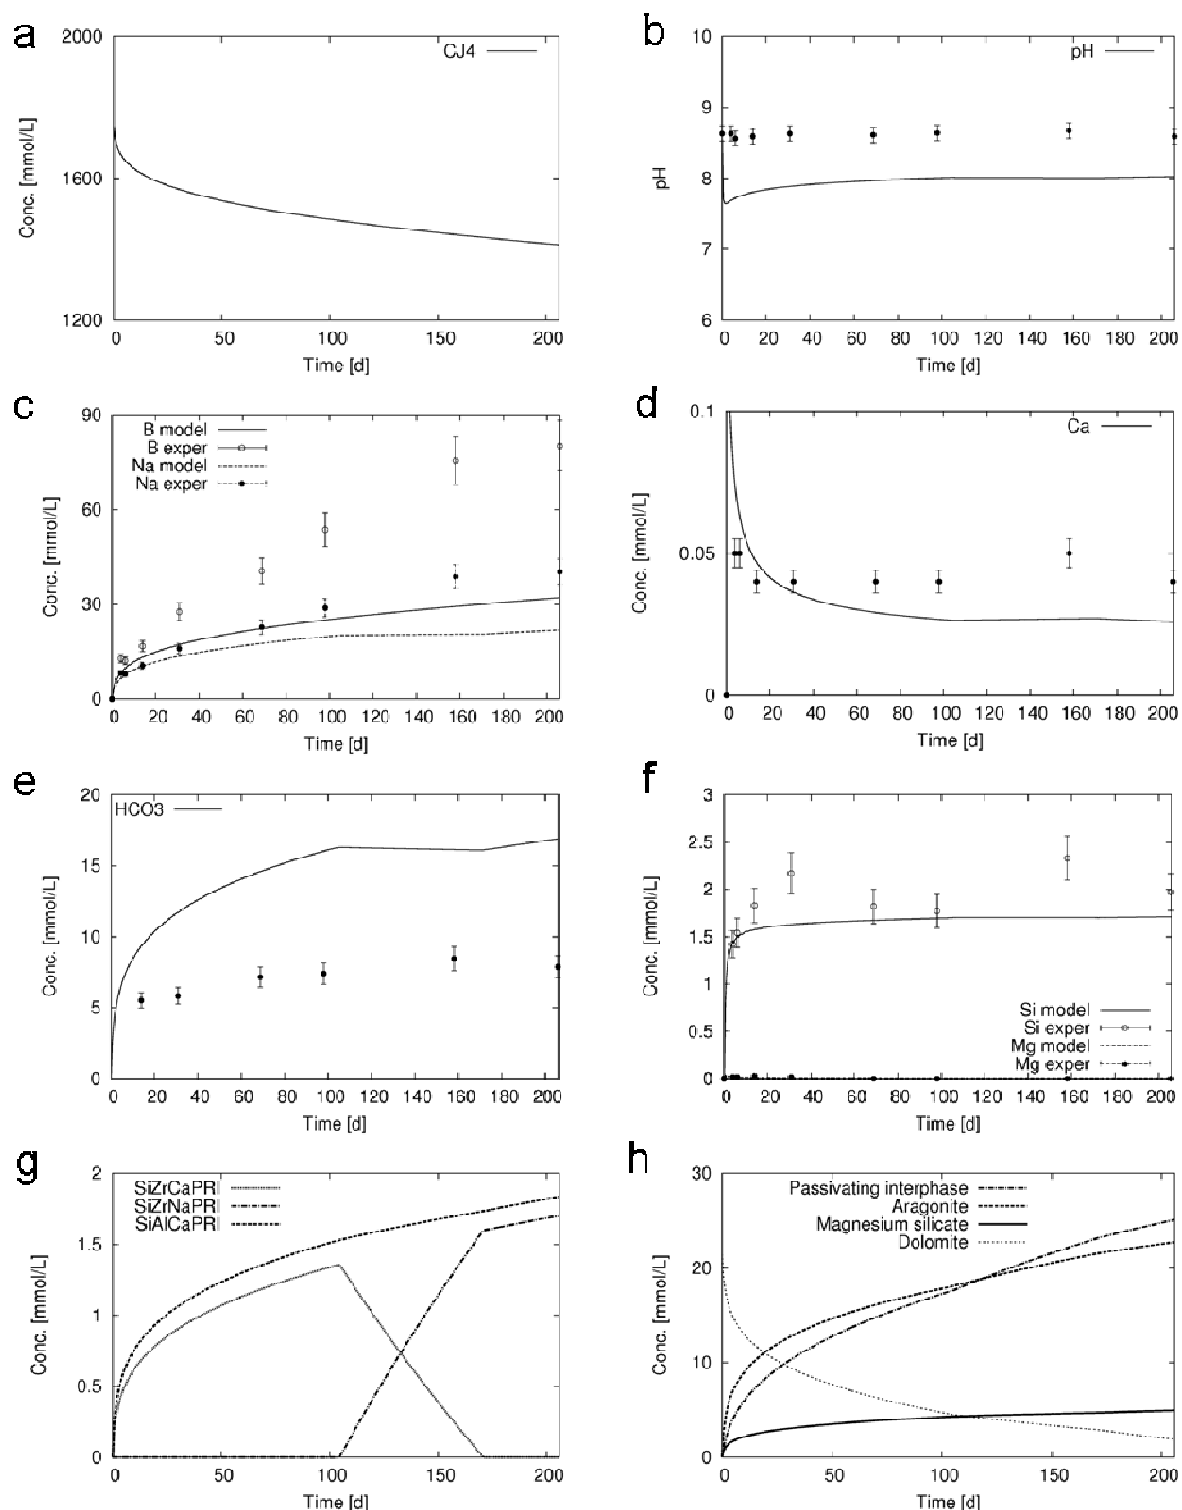 a
2000
1600
1200
Conc. [mmol/L]
CJ4
0 50 100 150 200
Time [d]
b
10
9
8
7
6
pH
pH
0 20 40 60 80 100 120 140 160 180 200
Time [d]
c
90
60
30
0
Conc. [mmol/L]
B model
B exper
Na model
Na exper
0 20 40 60 80 100 120 140 160 180 200
Time [d]
d
0.1
0.05
0
Conc. [mmol/L]
Ca
0 20 40 60 80 100 120 140 160 180 200
Time [d]
e
20
15
10
5
0
Conc. [mmol/L]
HCO3
0 20 40 60 80 100 120 140 160 180 200
Time [d]
f
3
2.5
2
1.5
1
0.5
0
Conc. [mmol/L]
Si model
Si exper
Mg model
Mg exper
0 20 40 60 80 100 120 140 160 180 200
Time [d]
g
2
1.5
1
0.5
0
Conc. [mmol/L]
SiZrCaPRI
SiZrNaPRI
SiAlCaPRI
0 50 100 150 200
Time [d]
h
30
20
10
0
Conc. [mmol/L]
Passivating interphase
Aragonite
Magnesium silicate
Dolomite
0 20 40 60 80 100 120 140 160 180 200
Time [d]